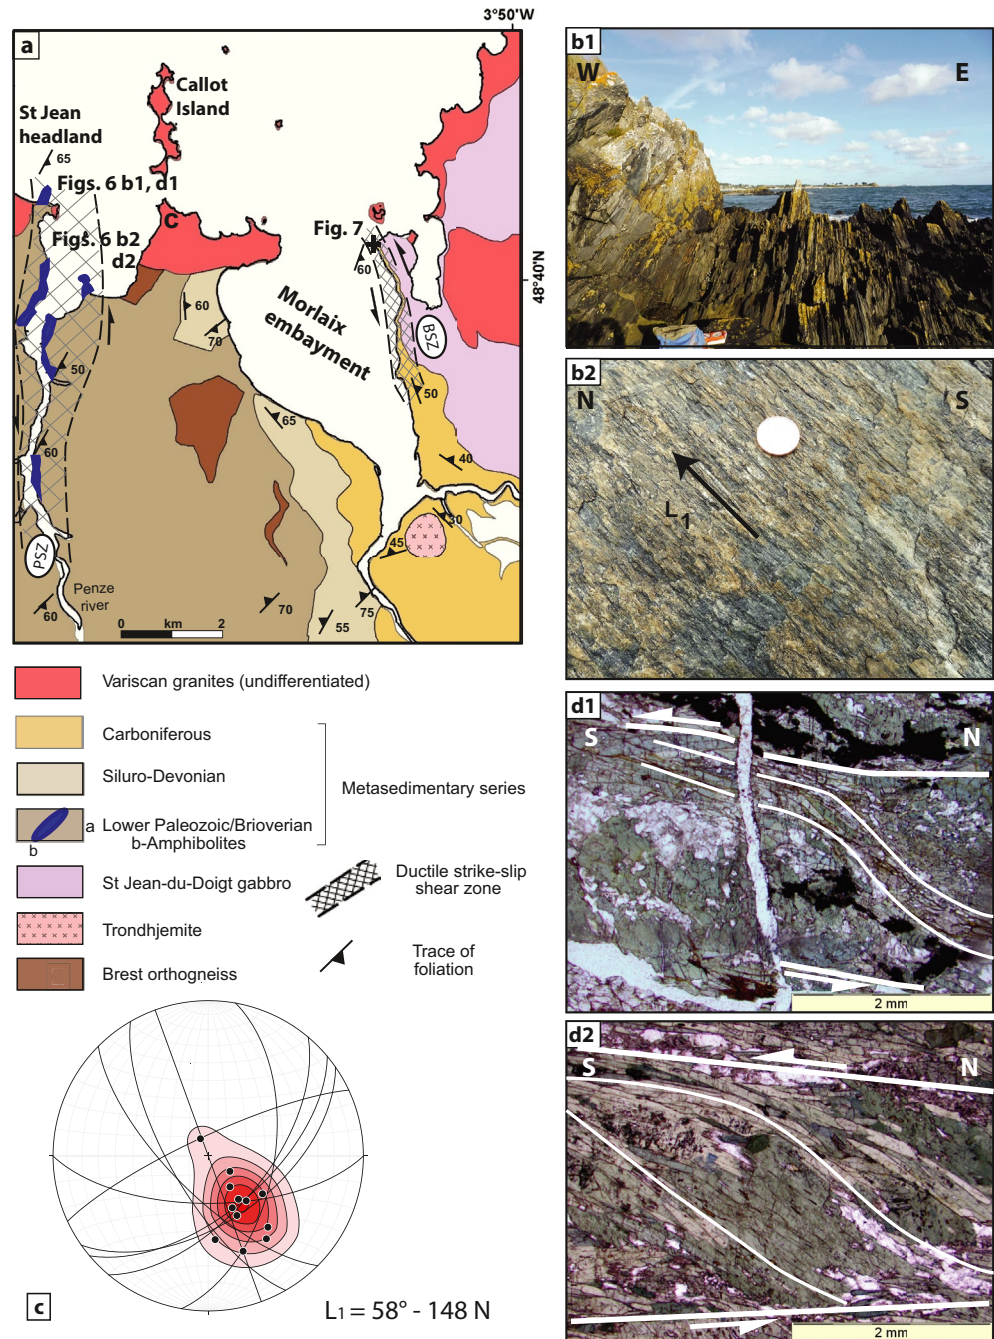 3°50'W
a
Callot
Island
St Jean
headland
65
Figs. 6 b1, d1
Figs. 6 b2
d2
C
Fig. 7
60
48°40'N
60
70
Morlaix
embayment
BSZ
50
50
65
60
40
30
45
PSZ
Penze
river
60
70
55
75
0 km 2
Variscan granites (undifferentiated)
Carboniferous
Siluro-Devonian
Metasedimentary series
a Lower Paleozoic/Brioverian
b b-Amphibolites
St Jean-du-Doigt gabbro
Ductile strike-slip
shear zone
Trondhjemite
Trace of
foliation
Brest orthogneiss
c
L1 = 58° - 148 N
b1
W E
b2
N S
L1
d1
S N
2 mm
d2
S N
2 mm